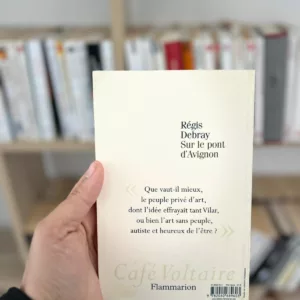 Régis
Debray
Sur le pont
d'Avignon
« Que vaut-il mieux,
le peuple privé d'art,
dont l'idée effrayait tant Vilar,
ou bien l'art sans peuple,
autiste et heureux de l'être ? »
Café Voltaire
Flammarion